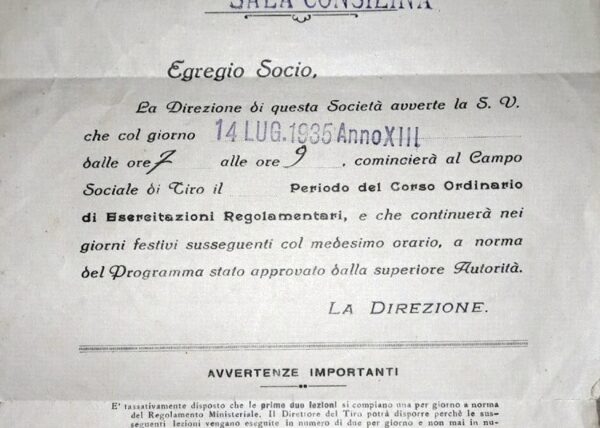 SALA CONSILINA
Egregio Socio,
La Direzione di questa Società avverte la S. V.
che col giorno 14 LUG. 1935 Anno XIII
dalle ore 7 alle ore 9, comincierà al Campo
Sociale di Tiro il Periodo del Corso Ordinario
di Esercitazioni Regolamentari, e che continuerà nei
giorni festivi susseguenti col medesimo orario, a norma
del Programma stato approvato dalla superiore Autorità.
LA DIREZIONE.
AVVERTENZE IMPORTANTI
E' tassativamente disposto che le prime due lezioni si compiano una per giorno a norma
del Regolamento Ministeriale. Il Direttore del Tiro potrà disporre perchè le sus-
seguenti lezioni vengano eseguite in numero di due per giorno e non mai in nu-